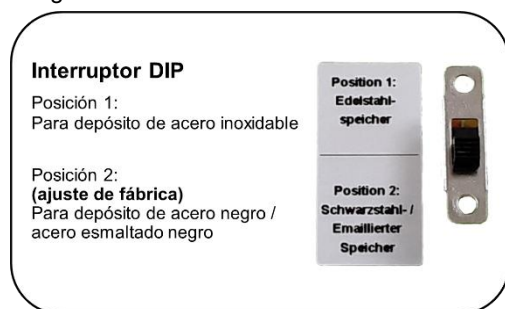 Interruptor DIP
Posición 1:
Para depósito de acero inoxidable
Posición 2:
(ajuste de fábrica)
Para depósito de acero negro /
acero esmaltado negro
Position 1:
Edelstahl-
speicher
Position 2:
Schwarzstahl- /
Emaillierter
Speicher